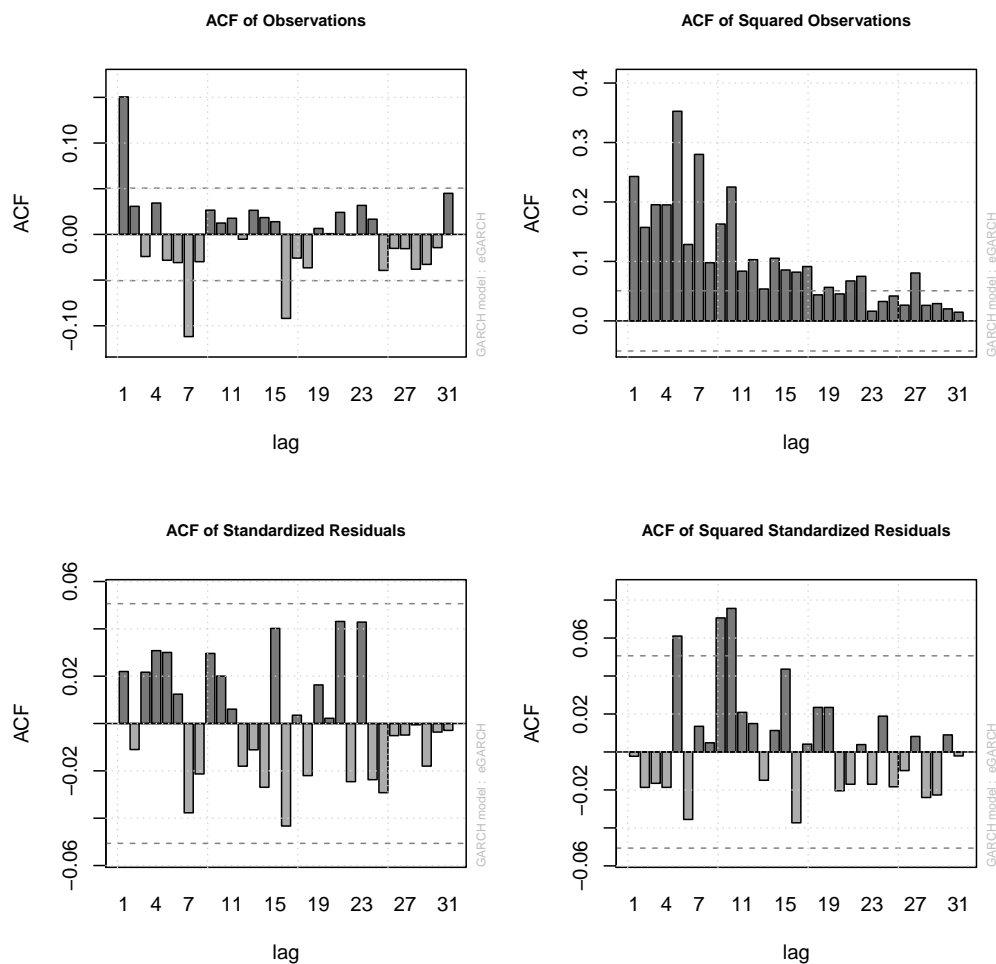 ACF of Observations
ACF
0.10
0.00
−0.10
1 4 7 11 15 19 23 27 31
lag
GARCH model : eGARCH
ACF of Squared Observations
ACF
0.4
0.3
0.2
0.1
0.0
1 4 7 11 15 19 23 27 31
lag
GARCH model : eGARCH
ACF of Standardized Residuals
ACF
0.06
0.02
−0.02
−0.06
1 4 7 11 15 19 23 27 31
lag
GARCH model : eGARCH
ACF of Squared Standardized Residuals
ACF
0.06
0.02
−0.02
−0.06
1 4 7 11 15 19 23 27 31
lag
GARCH model : eGARCH